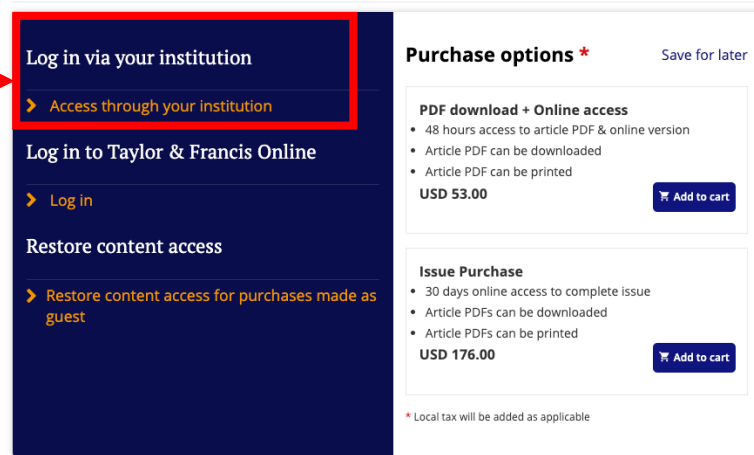 Log in via your institution
Access through your institution
Log in to Taylor & Francis Online
Log in
Restore content access
Restore content access for purchases made as
guest
Purchase options *
Save for later
PDF download + Online access
• 48 hours access to article PDF & online version
• Article PDF can be downloaded
• Article PDF can be printed
USD 53.00
Add to cart
Issue Purchase
• 30 days online access to complete issue
• Article PDFs can be downloaded
• Article PDFs can be printed
USD 176.00
Add to cart
* Local tax will be added as applicable